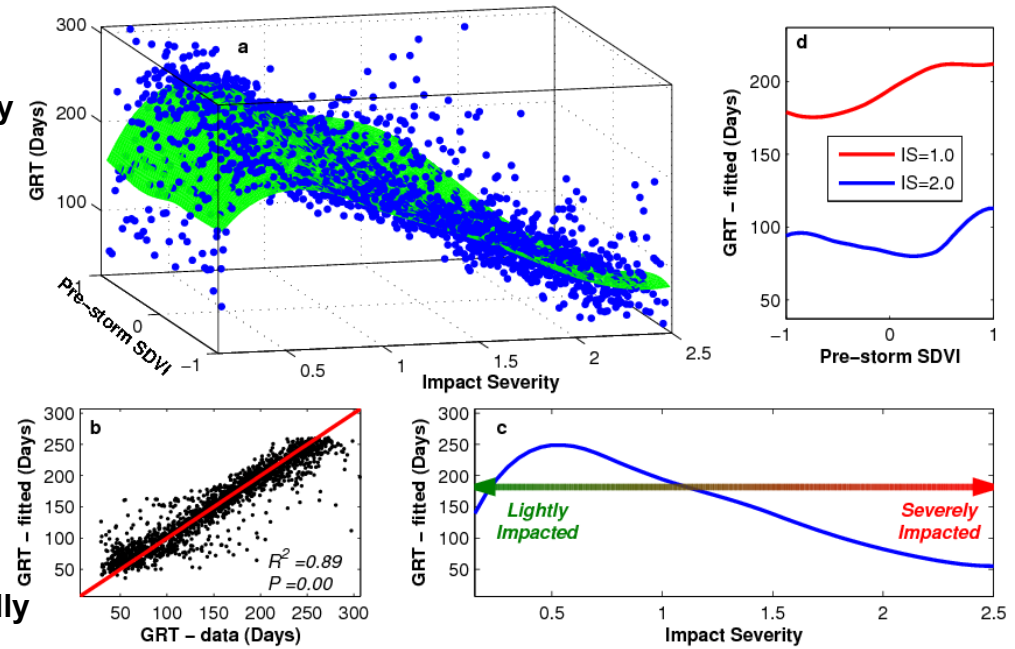 y
lly
a
300
200
100
GRT (Days)
1
0
−1
Pre−storm SDVI
0.5
1
1.5
2
2.5
Impact Severity
d
200
150
100
50
GRT − fitted (Days)
IS=1.0
IS=2.0
−1
0
1
Pre−storm SDVI
b
300
250
200
150
100
50
GRT − fitted (Days)
R2 =0.89
P =0.00
50 100 150 200 250 300
GRT − data (Days)
c
300
250
200
150
100
50
GRT − fitted (Days)
Lightly
Impacted
Severely
Impacted
0.5
1
1.5
2
2.5
Impact Severity